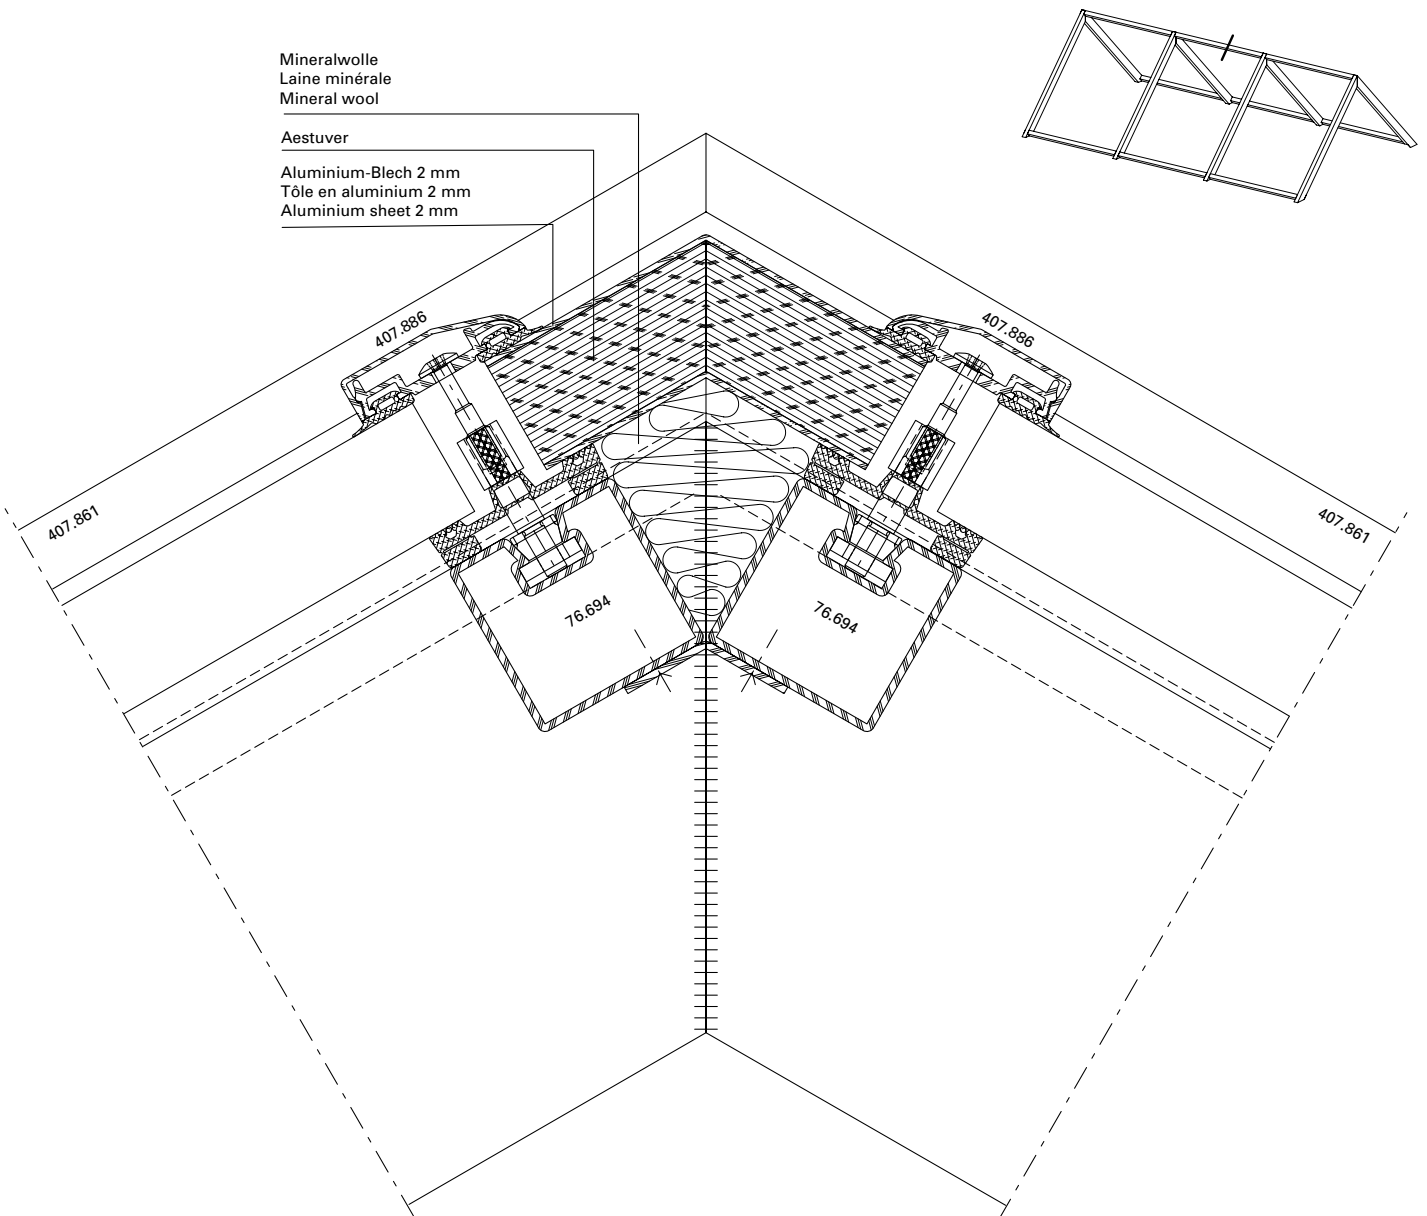 Mineralwolle
Laine minérale
Mineral wool
Aestuver
Aluminium-Blech 2 mm
Tôle en aluminium 2 mm
Aluminium sheet 2 mm
407.886
407.886
407.861
407.861
76.694
76.694